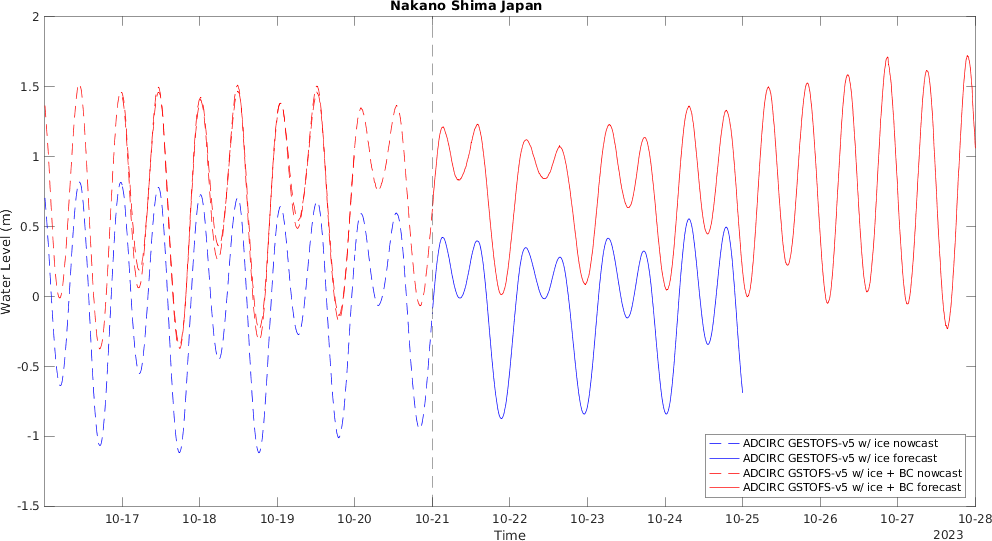 Nakano Shima Japan
2
1.5
1
0.5
0
-0.5
-1
-1.5
Water Level (m)
ADCIRC GESTOFS-v5 w/ ice nowcast
ADCIRC GESTOFS-v5 w/ ice forecast
ADCIRC GSTOFS-v5 w/ ice + BC nowcast
ADCIRC GSTOFS-v5 w/ ice + BC forecast
10-17 10-18 10-19 10-20 10-21 10-22 10-23 10-24 10-25 10-26 10-27 10-28
Time 2023